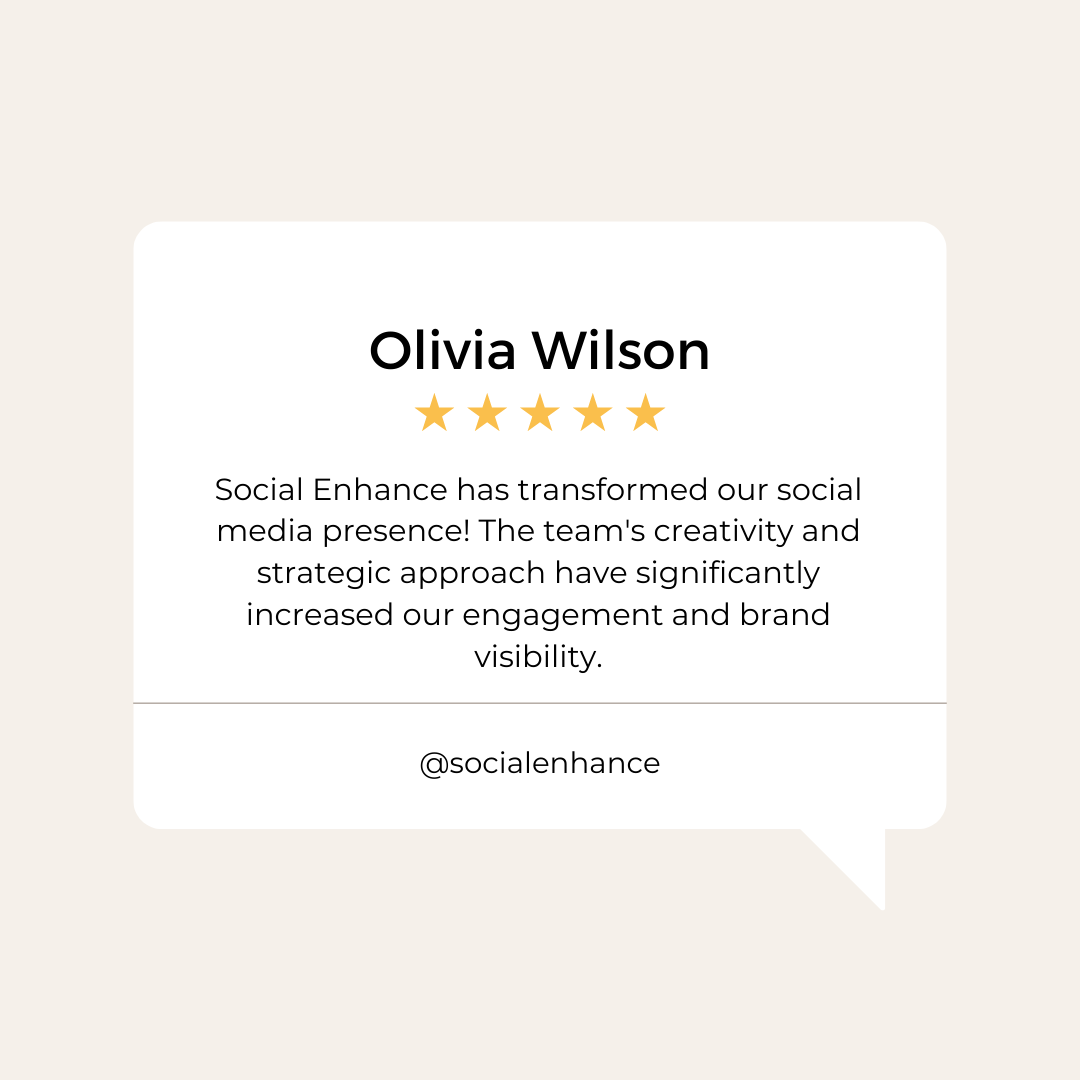 Olivia Wilson
Social Enhance has transformed our social
media presence! The team's creativity and
strategic approach have significantly
increased our engagement and brand
visibility.
@socialenhance